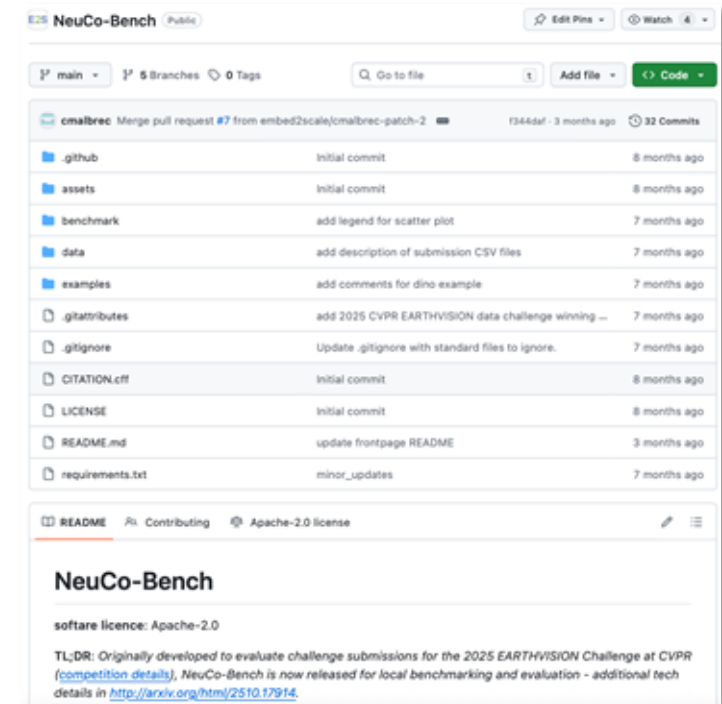 E2S NeuCo-Bench Public Edit Pins Watch 4
main 5 Branches 0 Tags Go to file t Add file Code
cmalbrec Merge pull request #7 from embed2scale/cmalbrec-patch-2 f344daf · 3 months ago 32 Commits
.github Initial commit 8 months ago
assets Initial commit 8 months ago
benchmark add legend for scatter plot 7 months ago
data add description of submission CSV files 7 months ago
examples add comments for dino example 7 months ago
.gitattributes add 2025 CVPR EARTHVISION data challenge winning ... 7 months ago
.gitignore Update .gitignore with standard files to ignore. 7 months ago
CITATION.cff Initial commit 8 months ago
LICENSE Initial commit 8 months ago
README.md update frontpage README 3 months ago
requirements.txt minor_updates 7 months ago
README Contributing Apache-2.0 license
NeuCo-Bench
softare licence: Apache-2.0
TL;DR: Originally developed to evaluate challenge submissions for the 2025 EARTHVISION Challenge at CVPR
(competition details), NeuCo-Bench is now released for local benchmarking and evaluation - additional tech
details in http://arxiv.org/html/2510.17914.